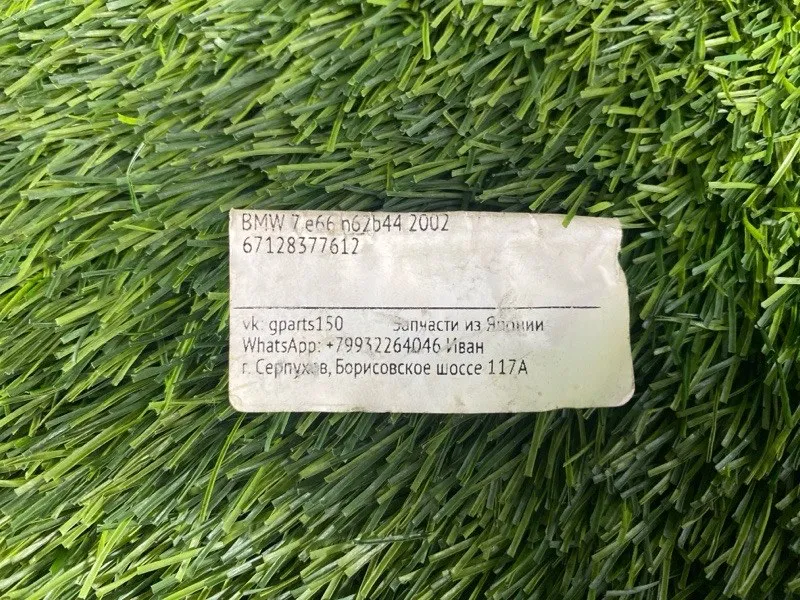 BMW 7 e66 n62b44 2002
67128377612
vk: gparts150 Запчасти из Японии
WhatsApp: +79932264046 Иван
г. Серпухов, Борисовское шоссе 117А